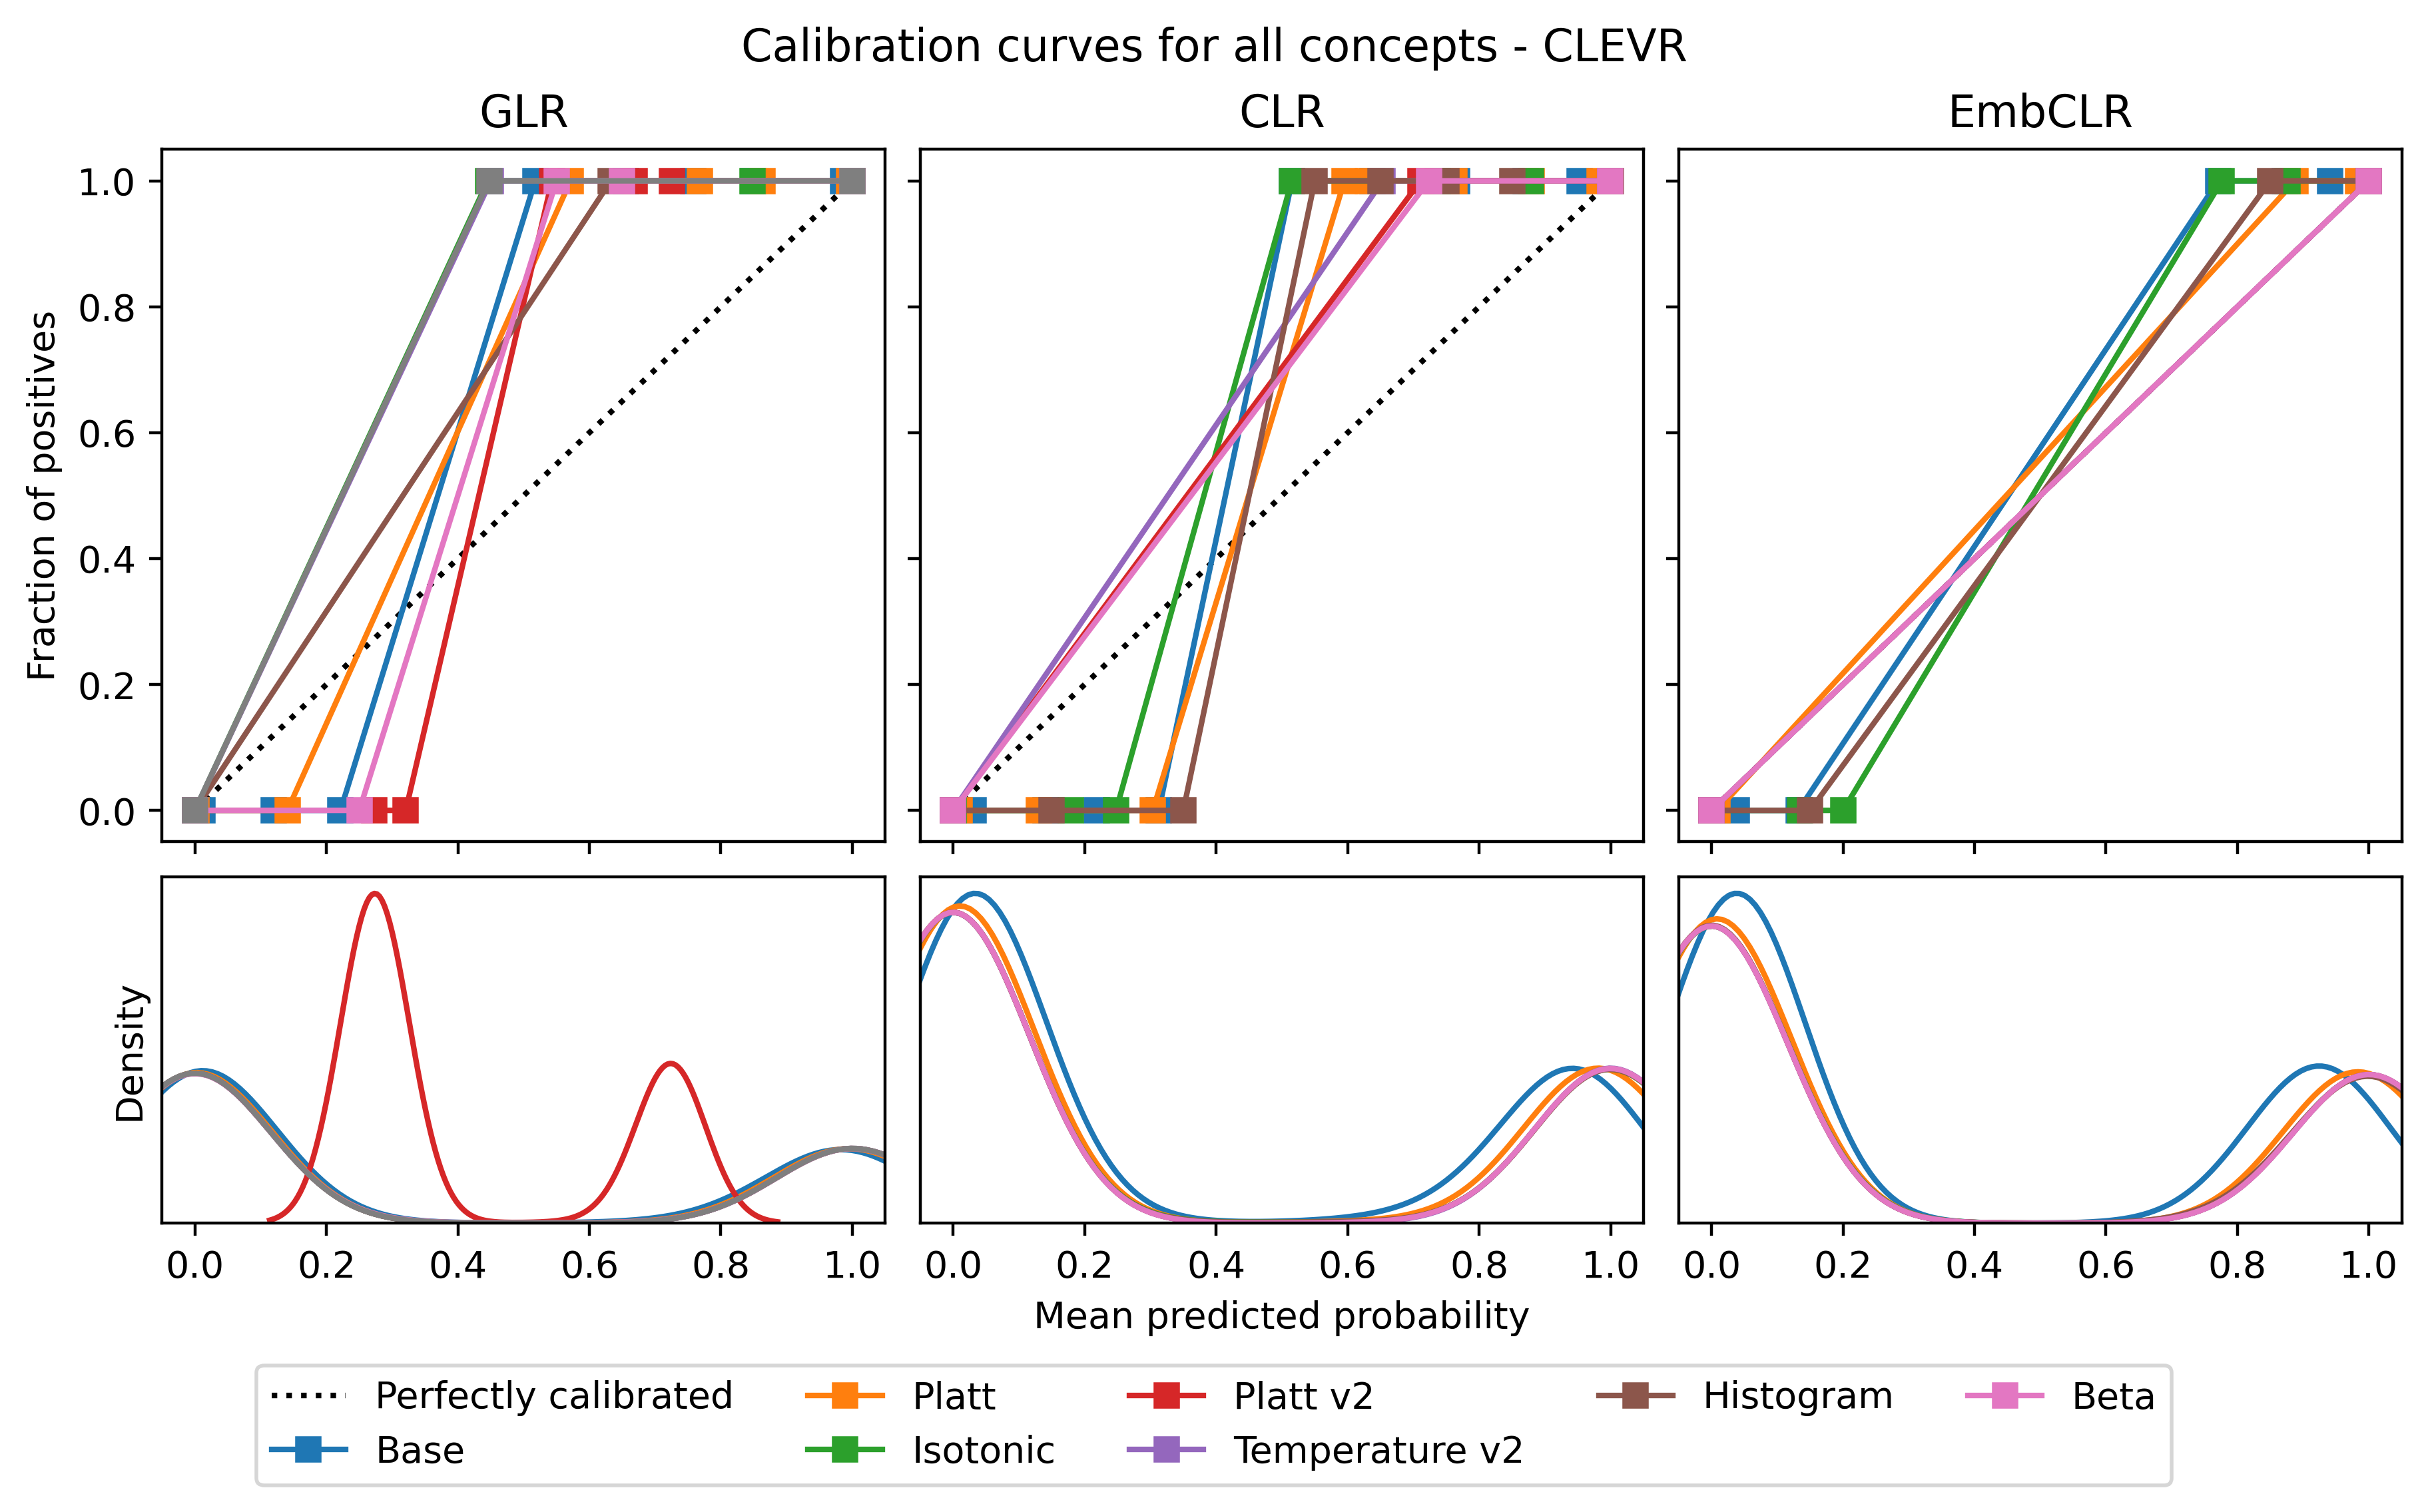 Calibration curves for all concepts - CLEVR
GLR
CLR
EmbCLR
Fraction of positives
1.0
0.8
0.6
0.4
0.2
0.0
Density
0.0 0.2 0.4 0.6 0.8 1.0
0.0 0.2 0.4 0.6 0.8 1.0
0.0 0.2 0.4 0.6 0.8 1.0
Mean predicted probability
Perfectly calibrated
Base
Platt
Isotonic
Platt v2
Temperature v2
Histogram
Beta